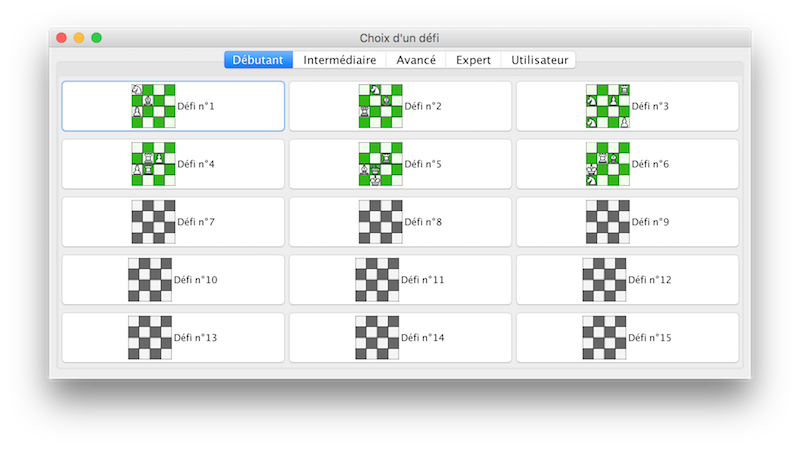 Choix d'un défi
Débutant Intermédiaire Avancé Expert Utilisateur
Défi n°1 Défi n°2 Défi n°3
Défi n°4 Défi n°5 Défi n°6
Défi n°7 Défi n°8 Défi n°9
Défi n°10 Défi n°11 Défi n°12
Défi n°13 Défi n°14 Défi n°15